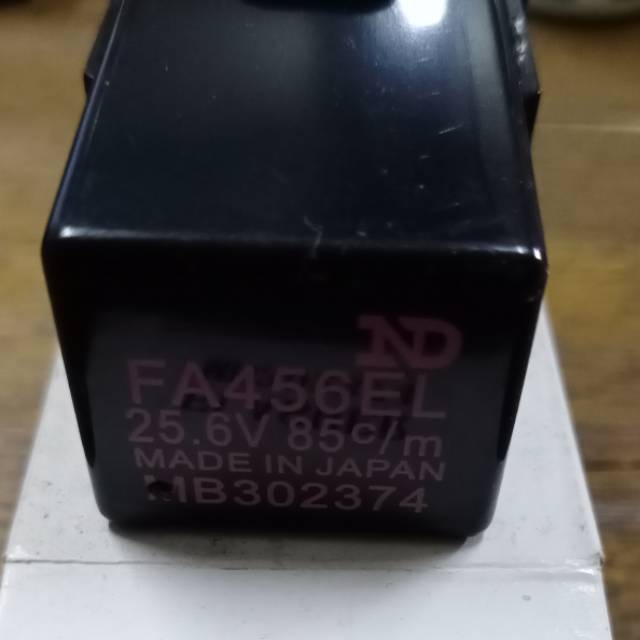 ND
FA456EL
25.6V 85c/m
MADE IN JAPAN
MB302374